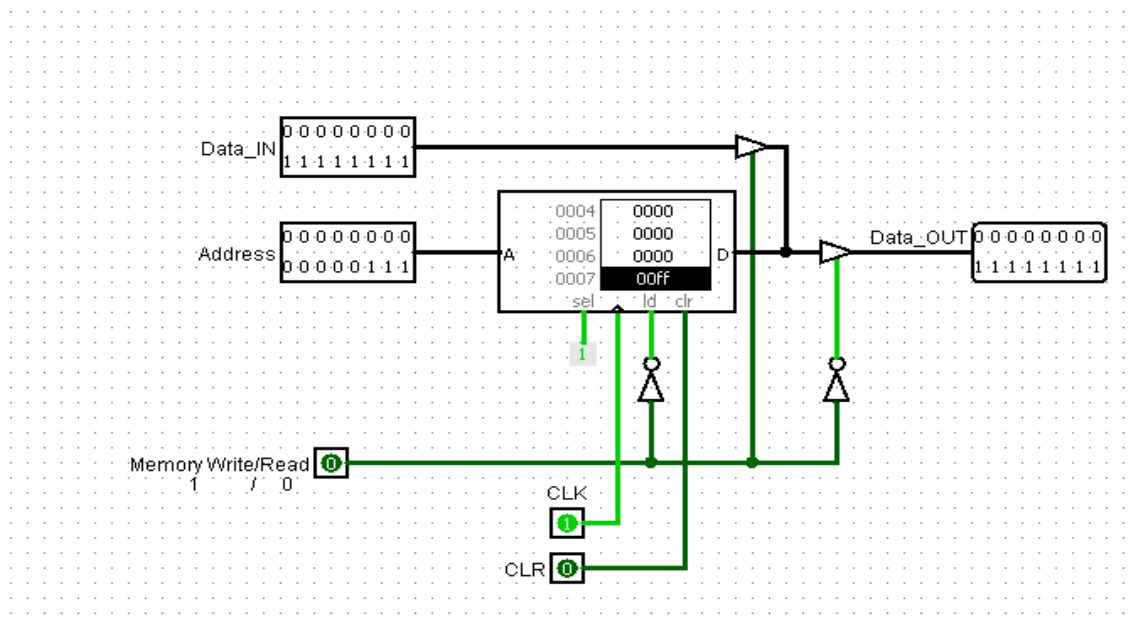 Data_IN
0 0 0 0 0 0 0 0
1 1 1 1 1 1 1 1
Address
0 0 0 0 0 0 0 0
0 0 0 0 0 1 1 1
A
0004 0000
0005 0000
0006 0000
0007 00ff
D
sel ld clr
1
Data_OUT
0 0 0 0 0 0 0 0
1 1 1 1 1 1 1 1
Memory Write/Read 0
1 / 0
CLK
1
CLR 0